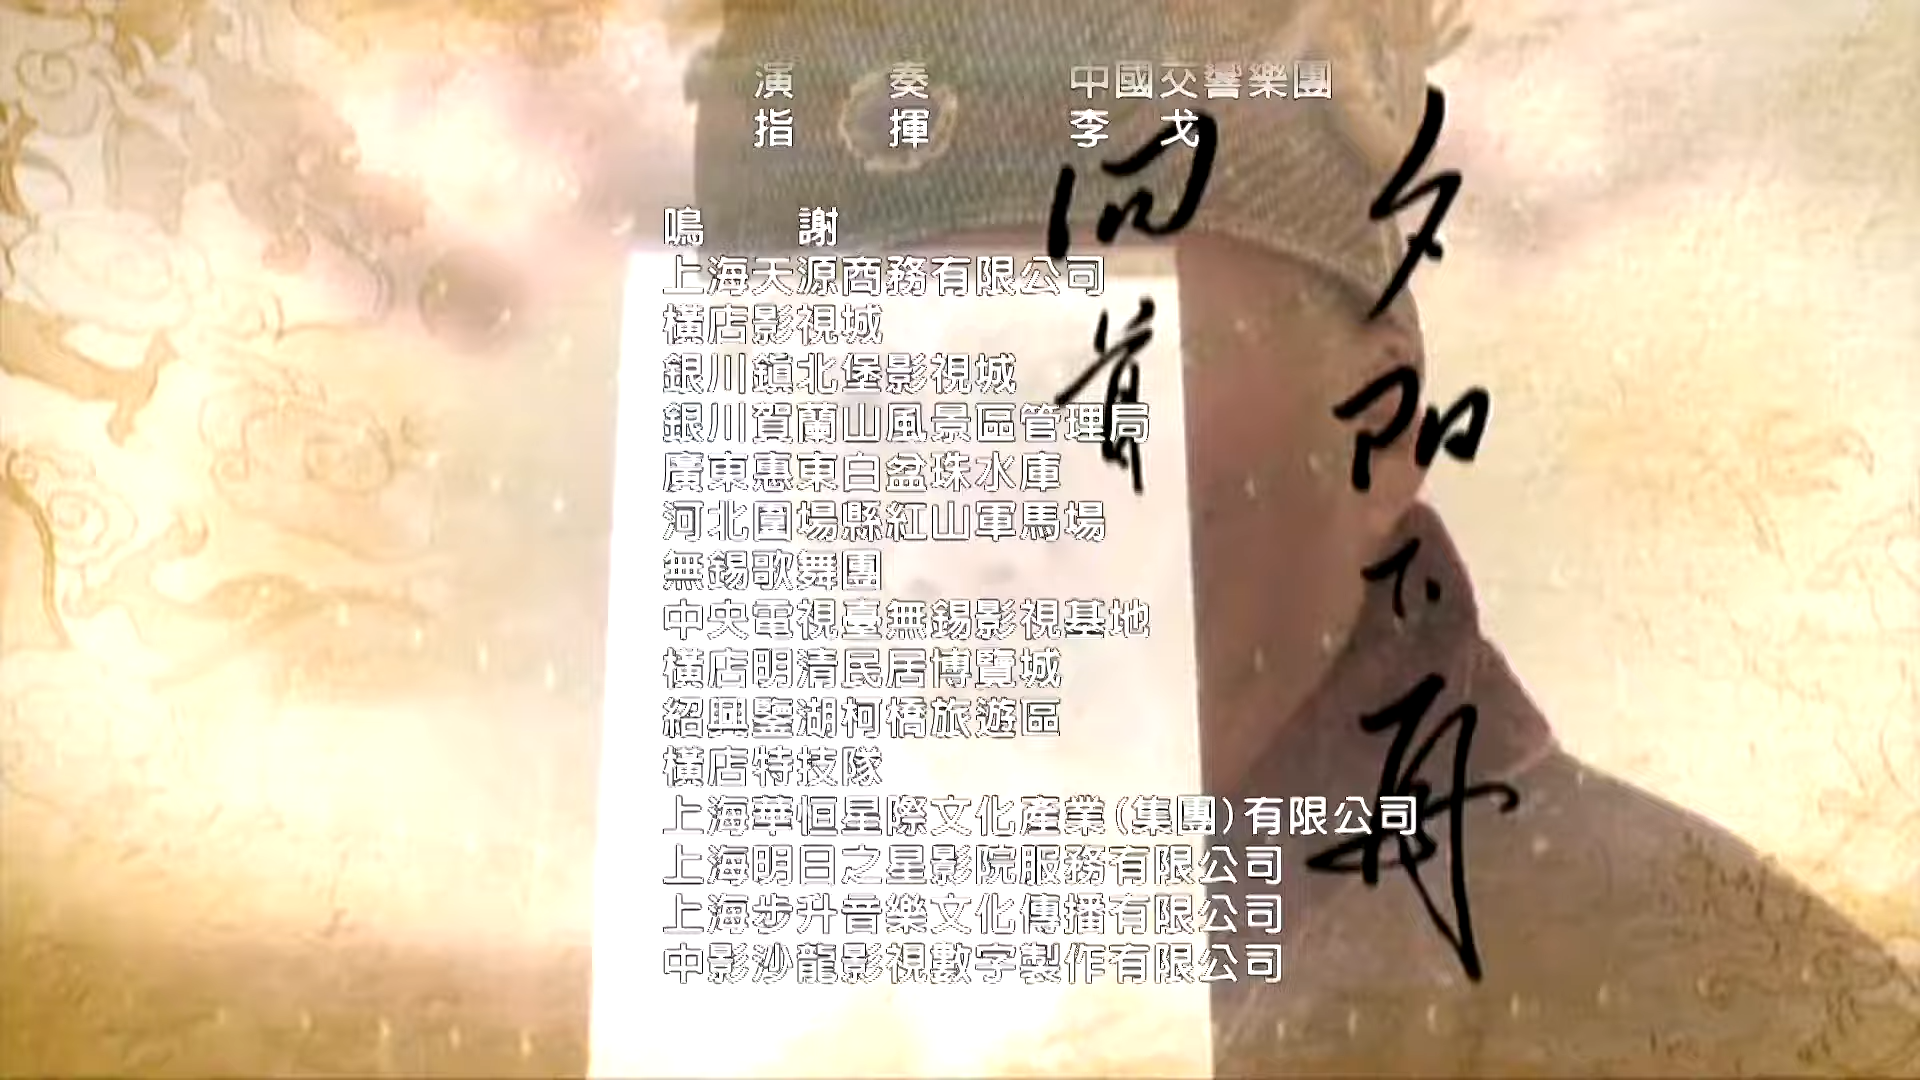 演奏 中國交響樂團
指揮 李戈
鳴謝
上海天源商務有限公司
橫店影視城
銀川鎮北堡影視城
銀川賀蘭山風景區管理局
廣東惠東白盆珠水庫
河北圍場縣紅山軍馬場
無錫歌舞團
中央電視臺無錫影視基地
橫店明清民居博覽城
紹興鑒湖柯橋旅遊區
橫店特技隊
上海華恒星際文化產業(集團)有限公司
上海明日之星影院服務有限公司
上海步升音樂文化傳播有限公司
中影沙龍影視數字製作有限公司
夕陽下再
回首